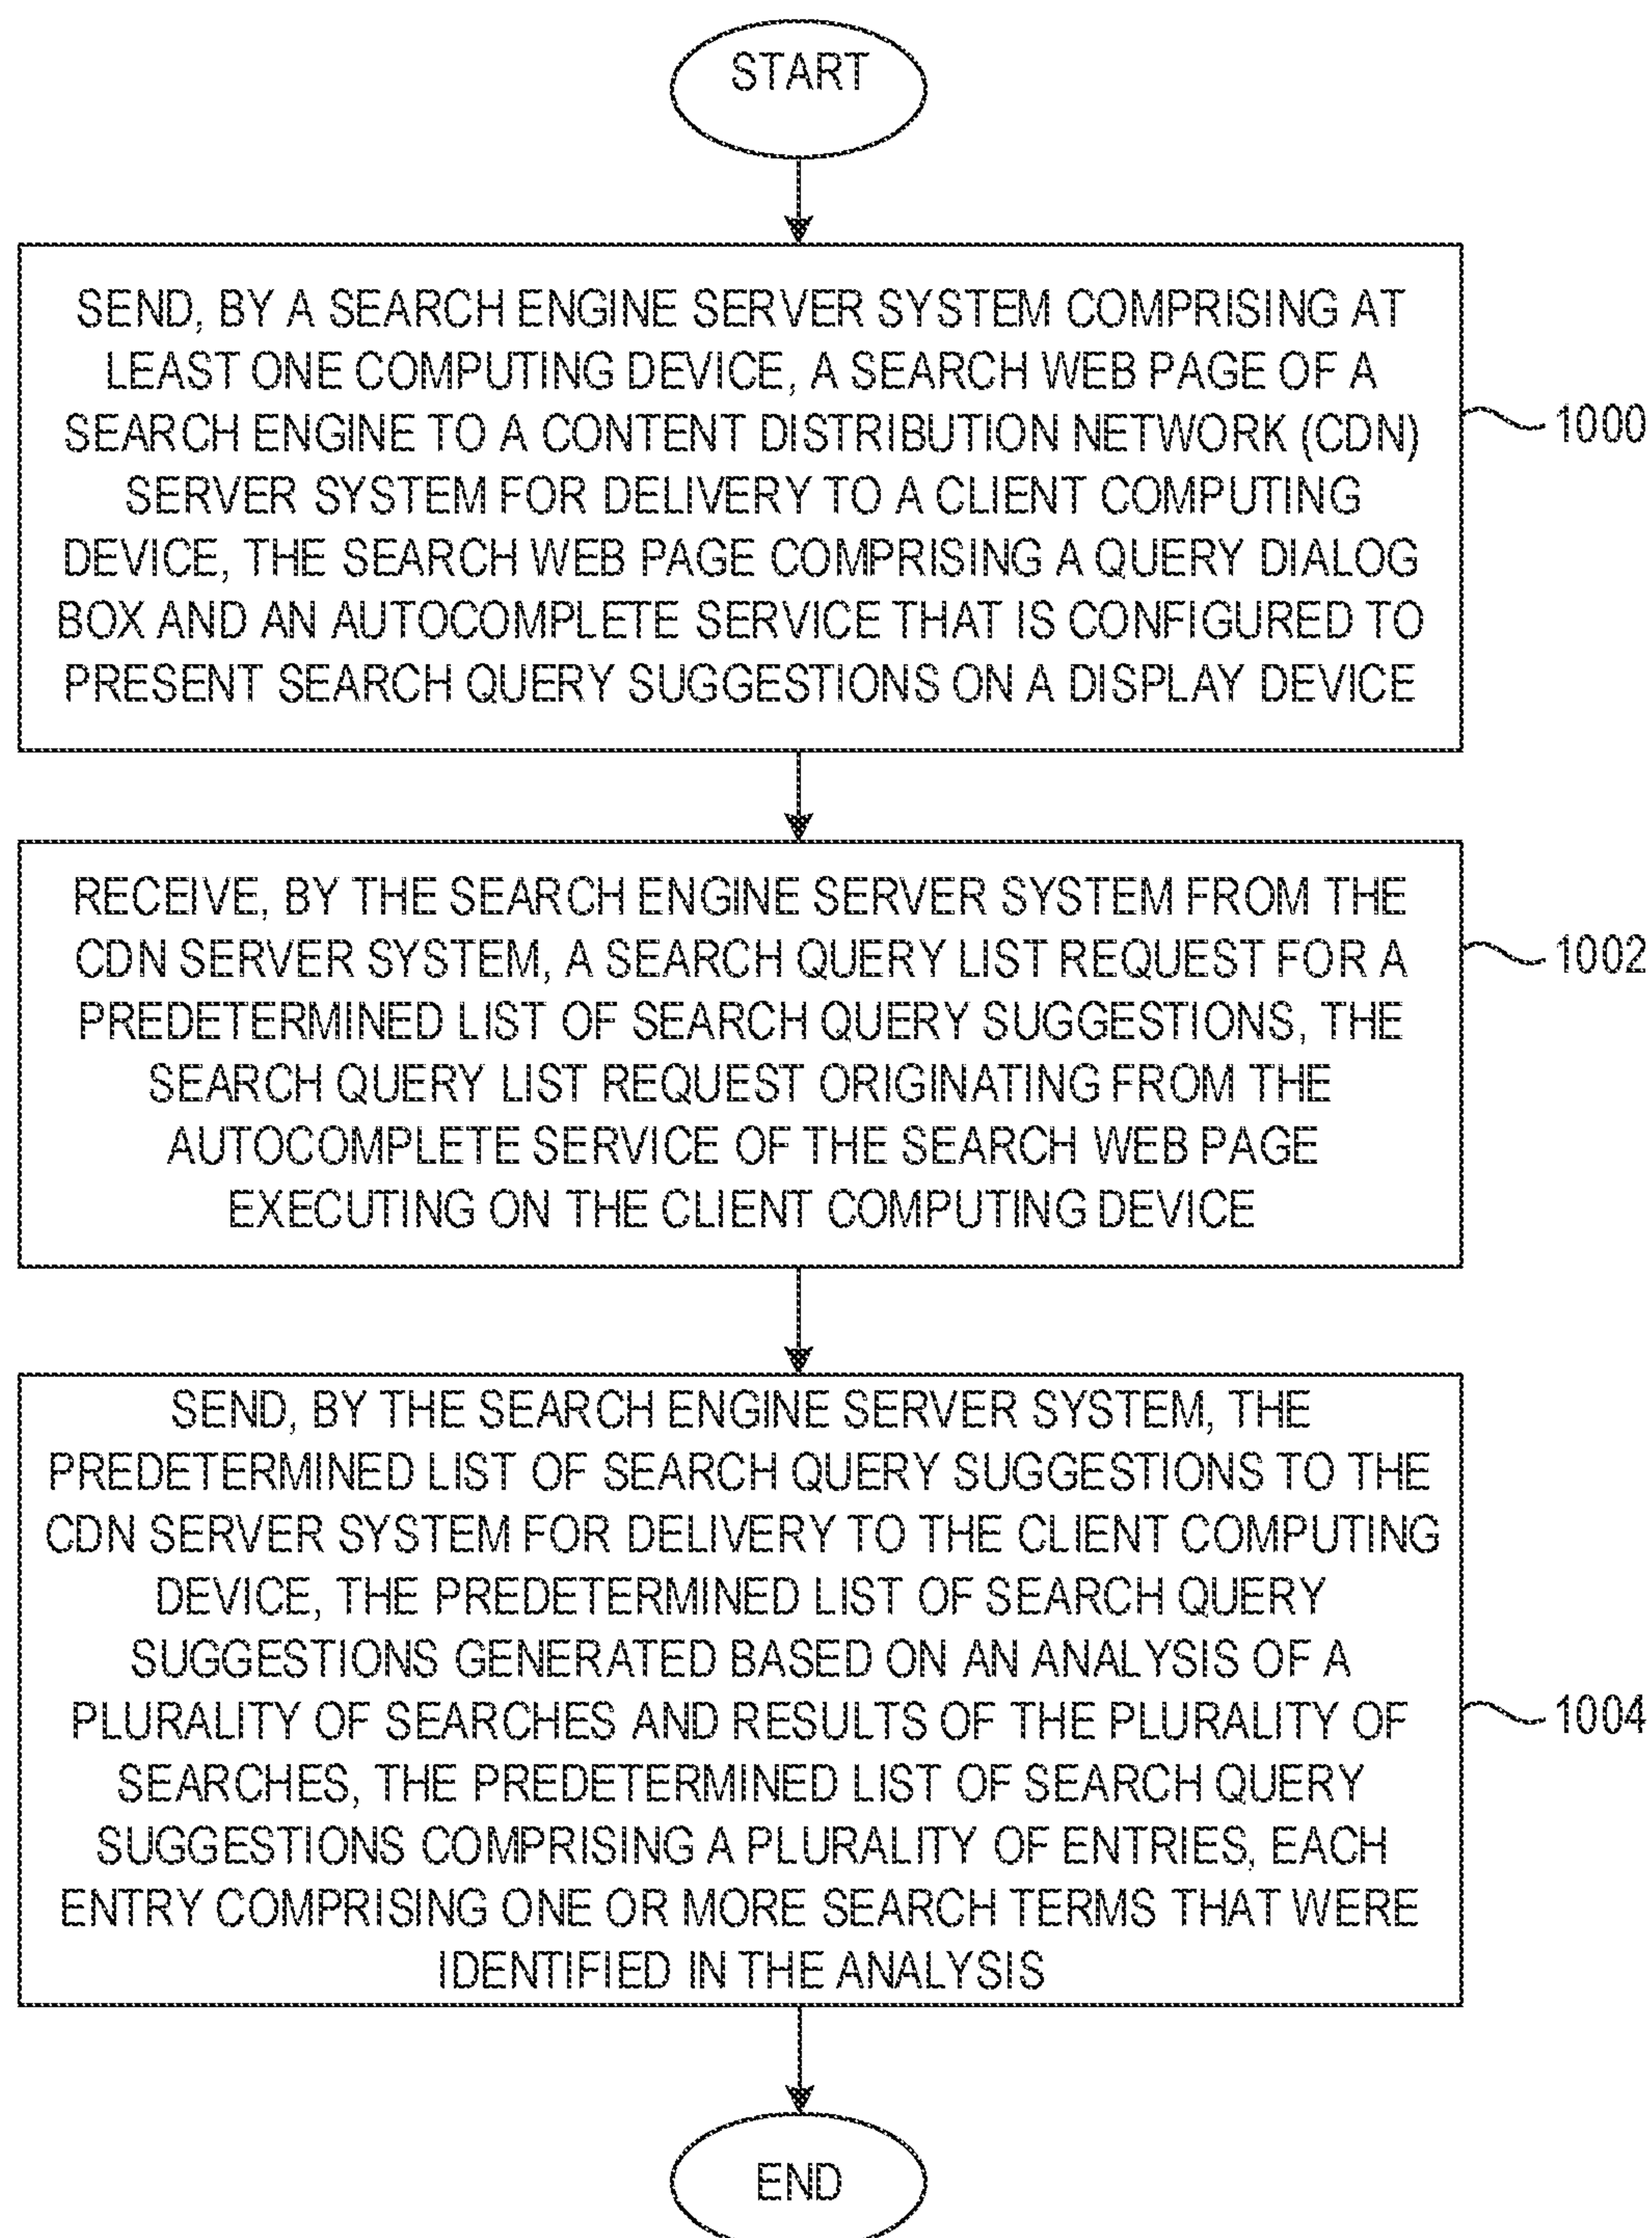 START
SEND, BY A SEARCH ENGINE SERVER SYSTEM COMPRISING AT
LEAST ONE COMPUTING DEVICE, A SEARCH WEB PAGE OF A
SEARCH ENGINE TO A CONTENT DISTRIBUTION NETWORK (CDN)
SERVER SYSTEM FOR DELIVERY TO A CLIENT COMPUTING
DEVICE, THE SEARCH WEB PAGE COMPRISING A QUERY DIALOG
BOX AND AN AUTOCOMPLETE SERVICE THAT IS CONFIGURED TO
PRESENT SEARCH QUERY SUGGESTIONS ON A DISPLAY DEVICE
1000
RECEIVE, BY THE SEARCH ENGINE SERVER SYSTEM FROM THE
CDN SERVER SYSTEM, A SEARCH QUERY LIST REQUEST FOR A
PREDETERMINED LIST OF SEARCH QUERY SUGGESTIONS, THE
SEARCH QUERY LIST REQUEST ORIGINATING FROM THE
AUTOCOMPLETE SERVICE OF THE SEARCH WEB PAGE
EXECUTING ON THE CLIENT COMPUTING DEVICE
1002
SEND, BY THE SEARCH ENGINE SERVER SYSTEM, THE
PREDETERMINED LIST OF SEARCH QUERY SUGGESTIONS TO THE
CDN SERVER SYSTEM FOR DELIVERY TO THE CLIENT COMPUTING
DEVICE, THE PREDETERMINED LIST OF SEARCH QUERY
SUGGESTIONS GENERATED BASED ON AN ANALYSIS OF A
PLURALITY OF SEARCHES AND RESULTS OF THE PLURALITY OF
SEARCHES, THE PREDETERMINED LIST OF SEARCH QUERY
SUGGESTIONS COMPRISING A PLURALITY OF ENTRIES, EACH
ENTRY COMPRISING ONE OR MORE SEARCH TERMS THAT WERE
IDENTIFIED IN THE ANALYSIS
1004
END